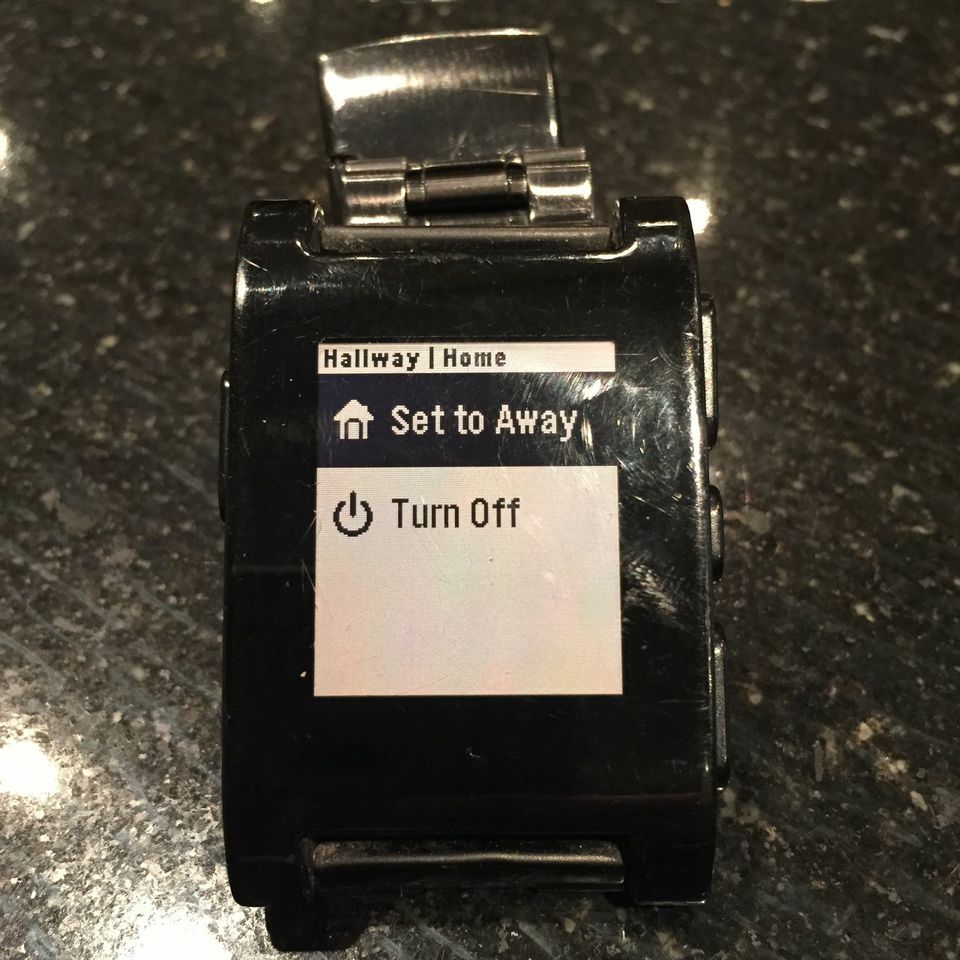 Hallway | Home
Set to Away
Turn Off